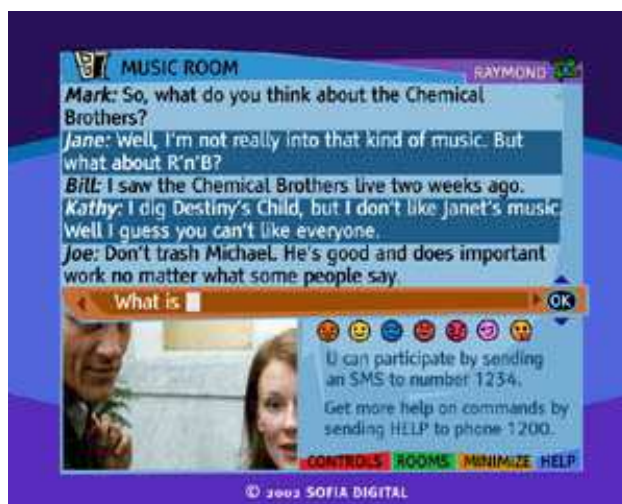 MUSIC ROOM
RAYMOND
Mark: So, what do you think about the Chemical
Brothers?
Jane: Well, I'm not really into that kind of music. But
what about R'n'B?
Bill: I saw the Chemical Brothers live two weeks ago.
Kathy: I dig Destiny's Child, but I don't like Janet's music.
Well I guess you can't like everyone.
Joe: Don't trash Michael. He's good and does important
work no matter what some people say.
What is
OK
U can participate by sending
an SMS to number 1234.
Get more help on commands by
sending HELP to phone 1200.
CONTROLS ROOMS MINIMIZE HELP
© 2002 SOFIA DIGITAL